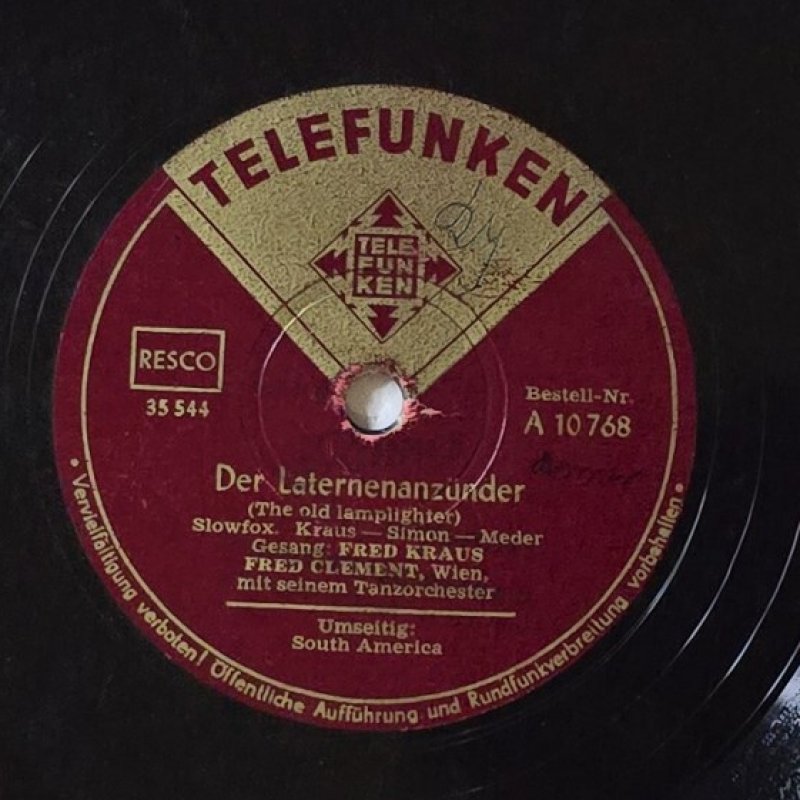 TELEFUNKEN
TELE
FUN
KEN
RESCO
35 544
Bestell-Nr.
A 10 768
Der Laternenanzünder
(The old lamplighter)
Slowfox. Kraus — Simon — Meder
Gesang: FRED KRAUS
FRED CLEMENT, Wien,
mit seinem Tanzorchester
Umseitig:
South America
• Vervielfältigung verboten! Öffentliche Aufführung und Rundfunkverbreitung vorbehalten •